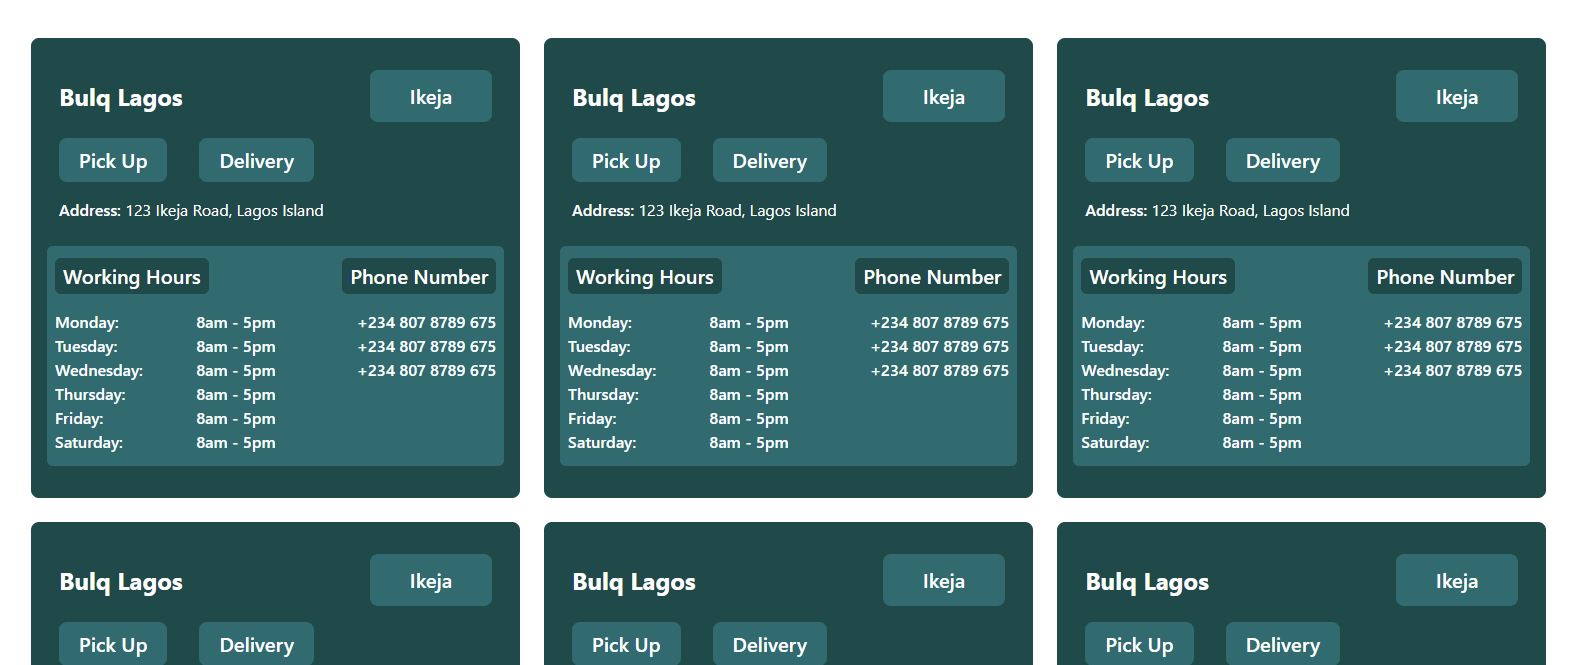 Bulq Lagos Ikeja
Pick Up Delivery
Address: 123 Ikeja Road, Lagos Island
Working Hours Phone Number
Monday: 8am - 5pm +234 807 8789 675
Tuesday: 8am - 5pm +234 807 8789 675
Wednesday: 8am - 5pm +234 807 8789 675
Thursday: 8am - 5pm
Friday: 8am - 5pm
Saturday: 8am - 5pm
Bulq Lagos Ikeja
Pick Up Delivery
Address: 123 Ikeja Road, Lagos Island
Working Hours Phone Number
Monday: 8am - 5pm +234 807 8789 675
Tuesday: 8am - 5pm +234 807 8789 675
Wednesday: 8am - 5pm +234 807 8789 675
Thursday: 8am - 5pm
Friday: 8am - 5pm
Saturday: 8am - 5pm
Bulq Lagos Ikeja
Pick Up Delivery
Address: 123 Ikeja Road, Lagos Island
Working Hours Phone Number
Monday: 8am - 5pm +234 807 8789 675
Tuesday: 8am - 5pm +234 807 8789 675
Wednesday: 8am - 5pm +234 807 8789 675
Thursday: 8am - 5pm
Friday: 8am - 5pm
Saturday: 8am - 5pm
Bulq Lagos Ikeja
Pick Up Delivery
Bulq Lagos Ikeja
Pick Up Delivery
Bulq Lagos Ikeja
Pick Up Delivery